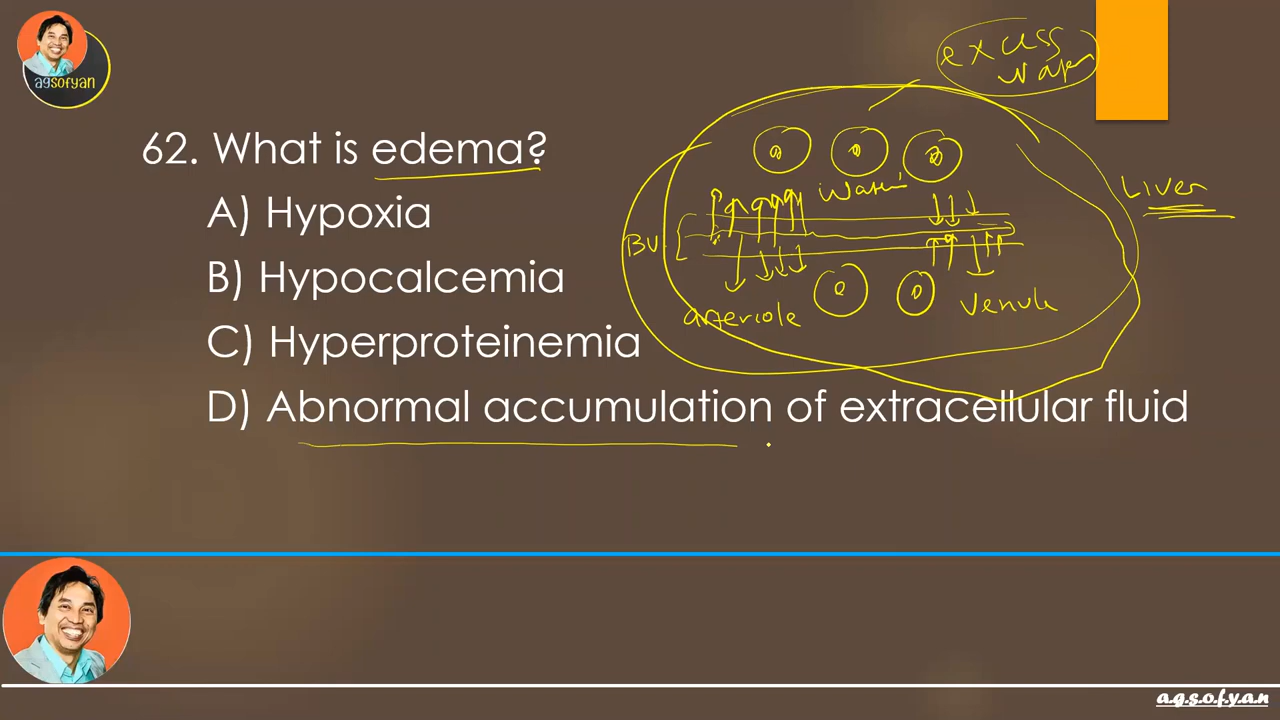 agsofyan
excess
water
62. What is edema?
A) Hypoxia
water
Liver
BV
B) Hypocalcemia
arteriole
venule
C) Hyperproteinemia
D) Abnormal accumulation of extracellular fluid
a.g.s.o.f.y.a.n